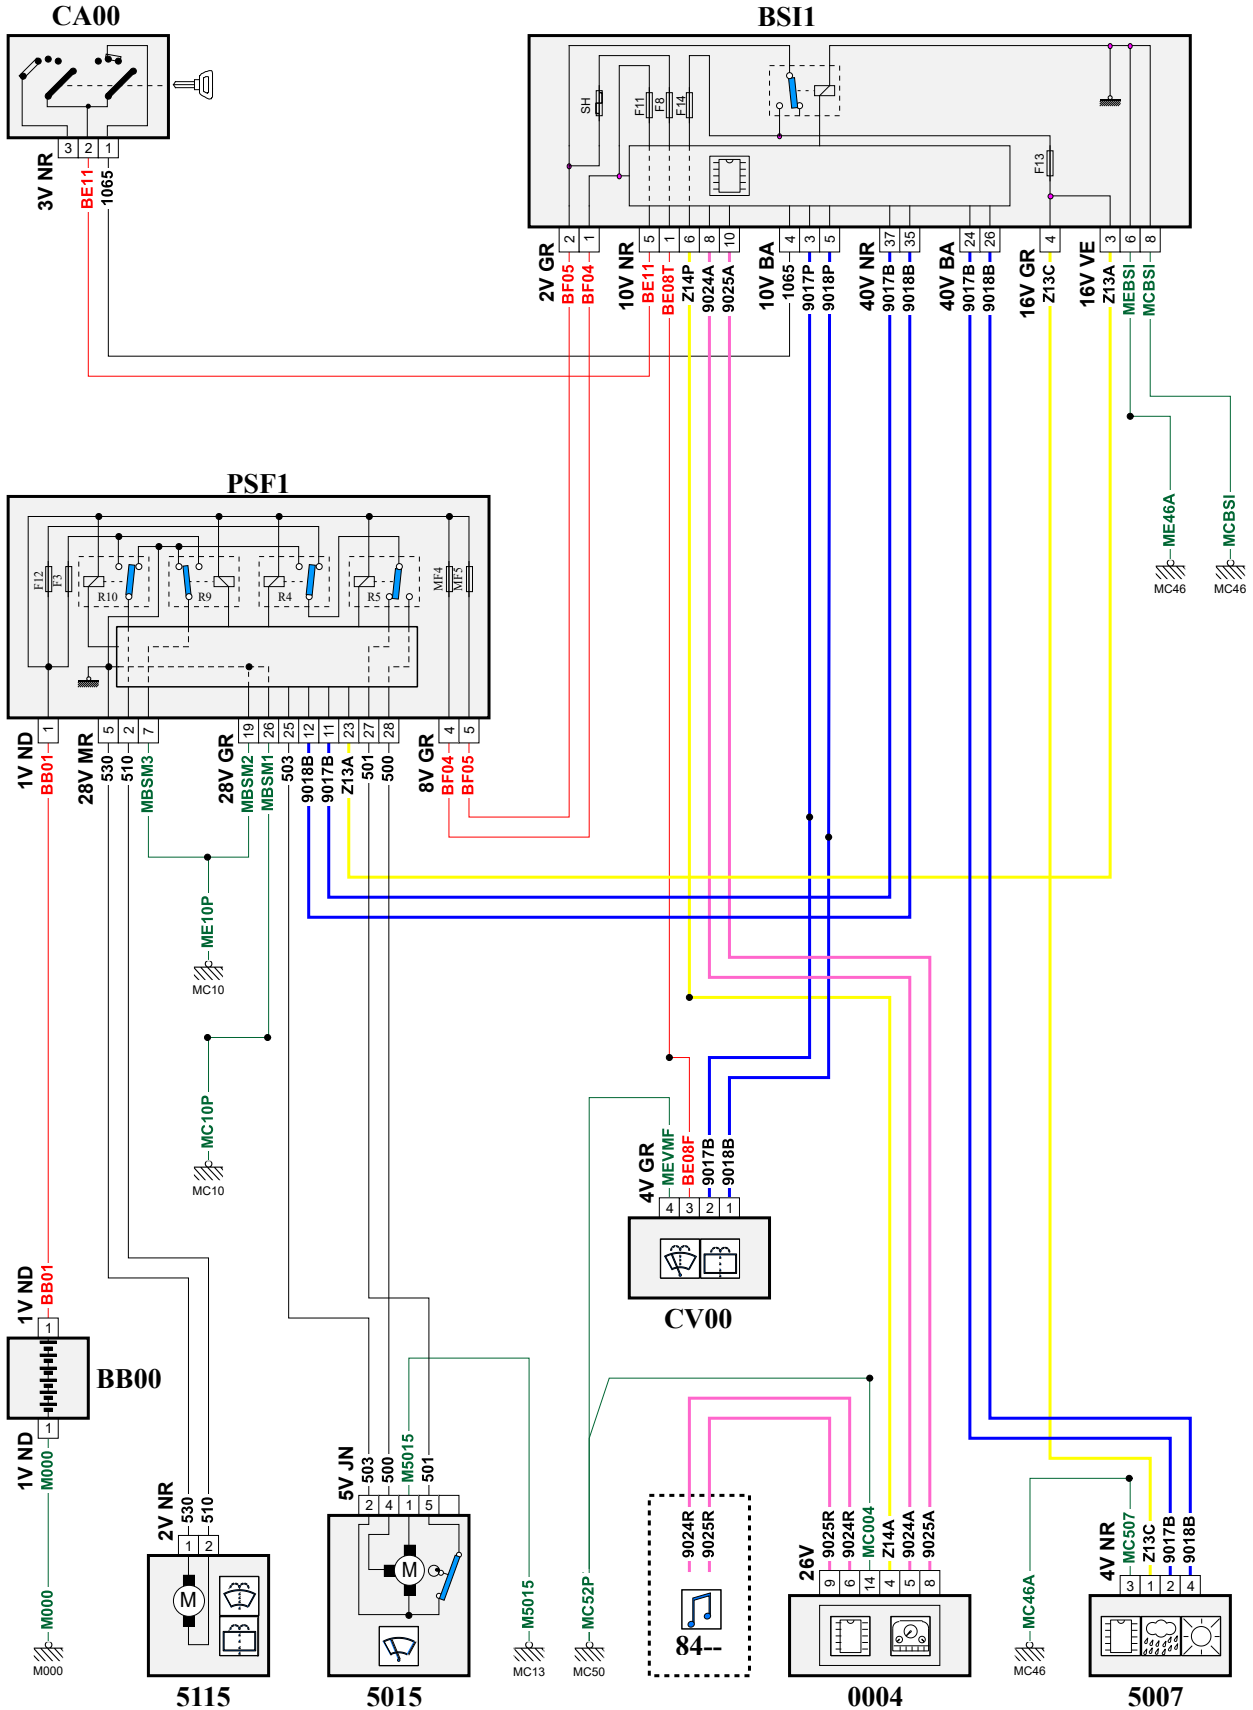 CA00
BSI1
SH
F11
F8
F14
F13
3 2 1
3V NR
BE11
1065
2 1 5 1 6 8 10 4 3 5 37 35 24 26 4 3 6 8
2V GR
BF05
BF04
10V NR
BE11
BE08T
Z14P
9024A
9025A
10V BA
1065
9017P
9018P
40V NR
9017B
9018B
40V BA
9017B
9018B
16V GR
Z13C
16V VE
Z13A
MEBSI
MCBSI
ME46A
MCBSI
MC46
MC46
PSF1
F12
F3
R10
R9
R4
R5
MF4
MF5
1 5 2 7 19 26 25 12 11 23 27 28 4 5
1V ND
BB01
28V MR
530
510
MBSM3
28V GR
MBSM2
MBSM1
503
9018B
9017B
Z13A
501
500
8V GR
BF04
BF05
ME10P
MC10
MC10P
MC10
4V GR
MEVMF
BE08F
9017B
9018B
4 3 2 1
CV00
1V ND
BB01
1
BB00
1
1V ND
M000
M000
M000
2V NR
530
510
1 2
M
5115
5V JN
503
500
M5015
501
2 4 1 5
M
5015
M5015
MC13
MC52P
MC50
9024R
9025R
84--
26V
9025R
9024R
MC004
Z14A
9024A
9025A
9 6 14 4 5 8
0004
MC46A
MC46
4V NR
MC507
Z13C
9017B
9018B
3 1 2 4
5007